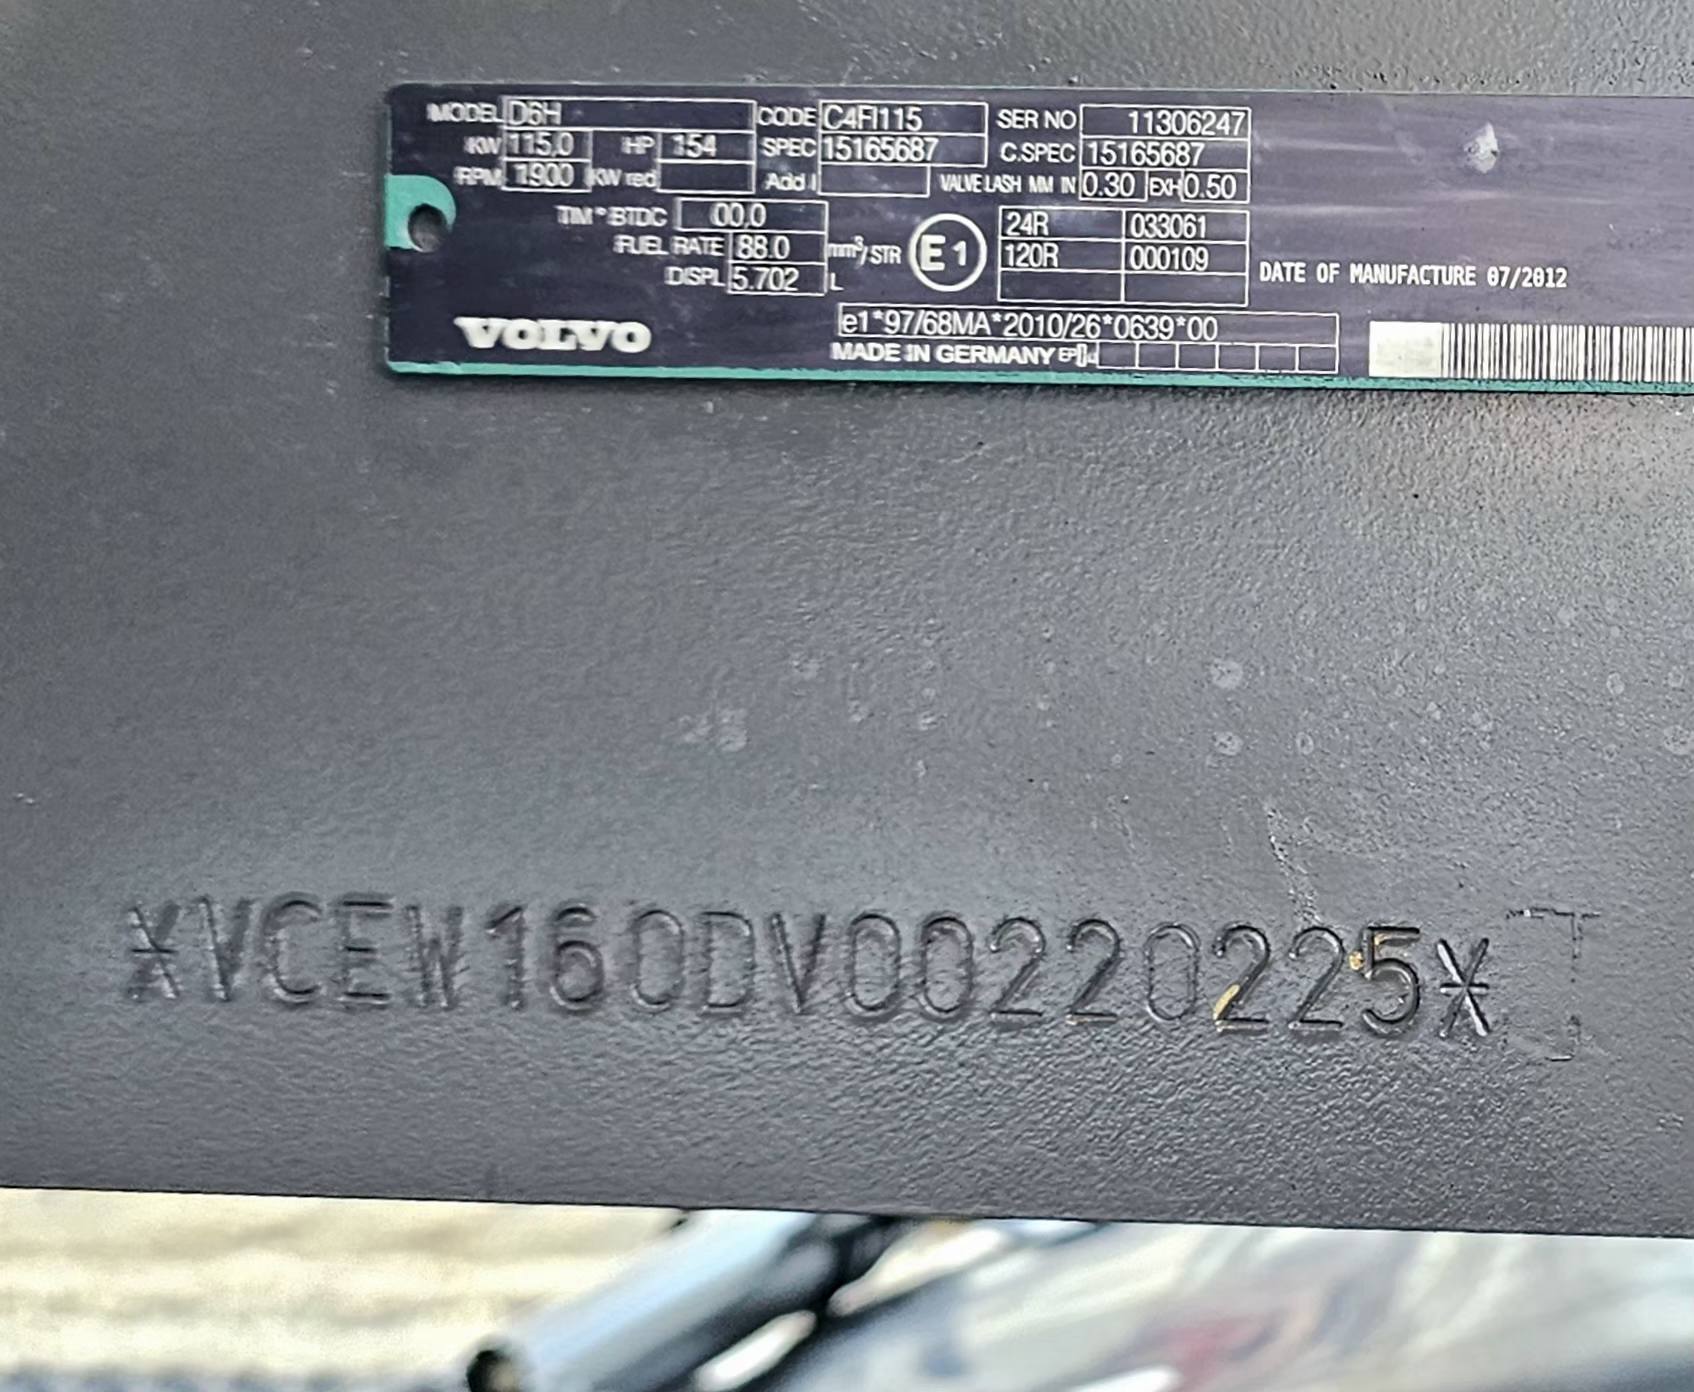 MODEL D6H CODE C4FI115 SER NO 11306247
KW 115,0 HP 154 SPEC 15165687 C.SPEC 15165687
RPM 1900 KW red Add I VALVE LASH MM IN 0.30 EXH 0.50
TIM° BTDC 00,0 24R 033061
FUEL RATE 88.0 mm³/STR E1 120R 000109
DISPL 5.702 L DATE OF MANUFACTURE 07/2012
VOLVO e1*97/68MA*2010/26*0639*00
MADE IN GERMANY
*VCEW160DV00220225*